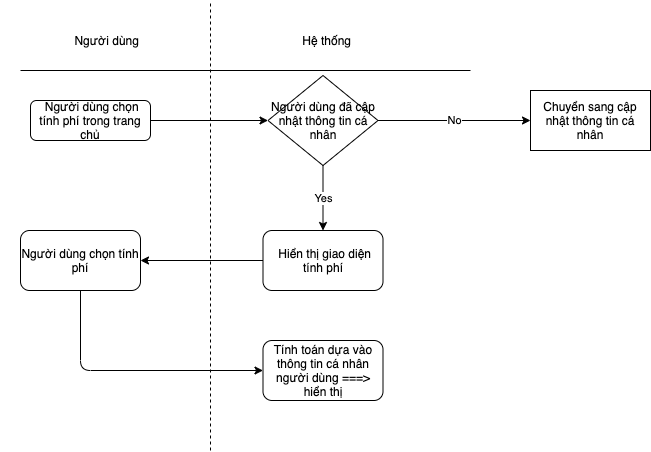 Người dùng
Hệ thống
Người dùng chọn
tính phí trong trang
chủ
Người dùng đã cập
nhật thông tin cá
nhân
No
Chuyển sang cập
nhật thông tin cá
nhân
Yes
Người dùng chọn tính
phí
Hiển thị giao diện
tính phí
Tính toán dựa vào
thông tin cá nhân
người dùng ===>
hiển thị